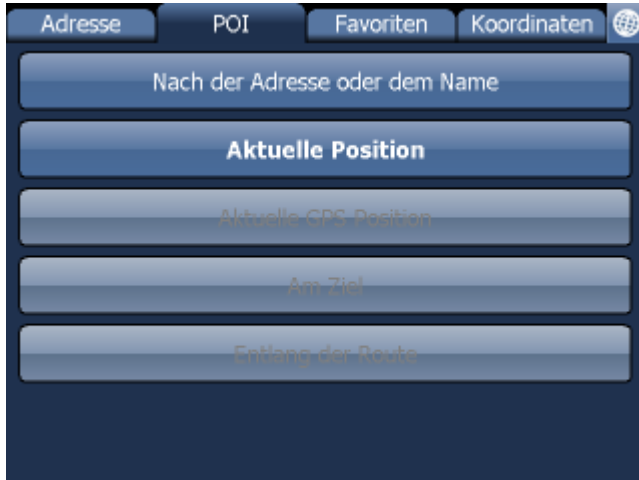 Adresse POI Favoriten Koordinaten
Nach der Adresse oder dem Name
Aktuelle Position
Aktuelle GPS Position
Am Ziel
Entlang der Route